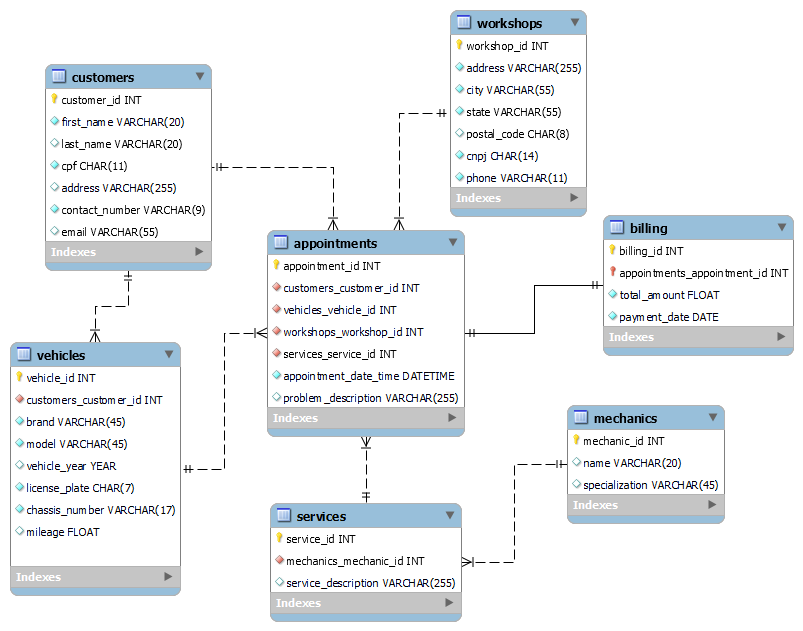 workshops
workshop_id INT
address VARCHAR(255)
city VARCHAR(55)
state VARCHAR(55)
postal_code CHAR(8)
cnpj CHAR(14)
phone VARCHAR(11)
Indexes
customers
customer_id INT
first_name VARCHAR(20)
last_name VARCHAR(20)
cpf CHAR(11)
address VARCHAR(255)
contact_number VARCHAR(9)
email VARCHAR(55)
Indexes
appointments
appointment_id INT
customers_customer_id INT
vehicles_vehicle_id INT
workshops_workshop_id INT
services_service_id INT
appointment_date_time DATETIME
problem_description VARCHAR(255)
Indexes
billing
billing_id INT
appointments_appointment_id INT
total_amount FLOAT
payment_date DATE
Indexes
vehicles
vehicle_id INT
customers_customer_id INT
brand VARCHAR(45)
model VARCHAR(45)
vehicle_year YEAR
license_plate CHAR(7)
chassis_number VARCHAR(17)
mileage FLOAT
Indexes
mechanics
mechanic_id INT
name VARCHAR(20)
specialization VARCHAR(45)
Indexes
services
service_id INT
mechanics_mechanic_id INT
service_description VARCHAR(255)
Indexes